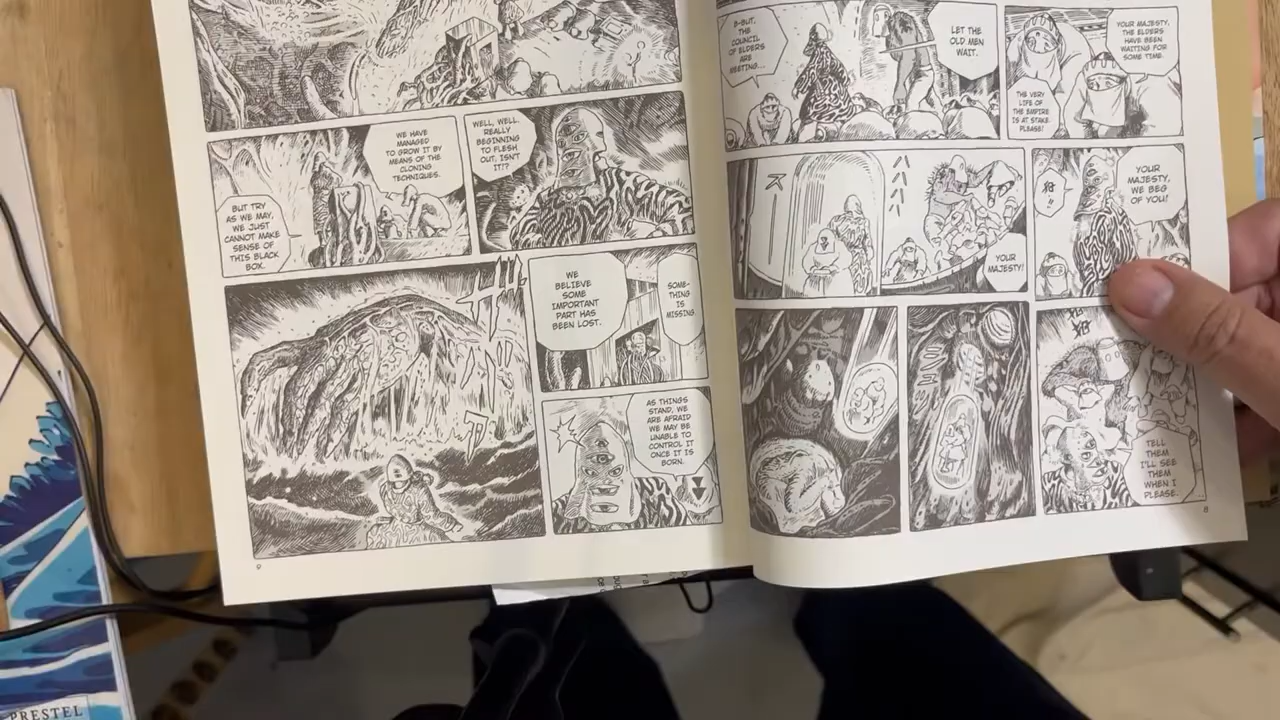 YOUR MAJESTY,
THE ELDERS
HAVE BEEN
WAITING FOR
SOME TIME.
THE VERY
LIFE OF
THE EMPIRE
IS AT STAKE.
PLEASE!
LET THE
OLD MEN
WAIT.
B-BUT,
THE
COUNCIL
OF ELDERS
ARE
MEETING...
YOUR
MAJESTY,
WE BEG
OF YOU!
YOUR
MAJESTY!
TELL
THEM
I'LL SEE
THEM
WHEN I
PLEASE.
8
WELL, WELL,
REALLY
BEGINNING
TO FLESH
OUT, ISN'T
IT!?
WE HAVE
MANAGED
TO GROW IT BY
MEANS OF THE
CLONING
TECHNIQUES.
BUT TRY
AS WE MAY,
WE JUST
CANNOT MAKE
SENSE OF
THIS BLACK
BOX.
SOME-
THING
IS
MISSING.
WE
BELIEVE
SOME
IMPORTANT
PART HAS
BEEN LOST.
AS THINGS
STAND, WE
ARE AFRAID
WE MAY BE
UNABLE TO
CONTROL IT
ONCE IT IS
BORN.
9
PRESTEL